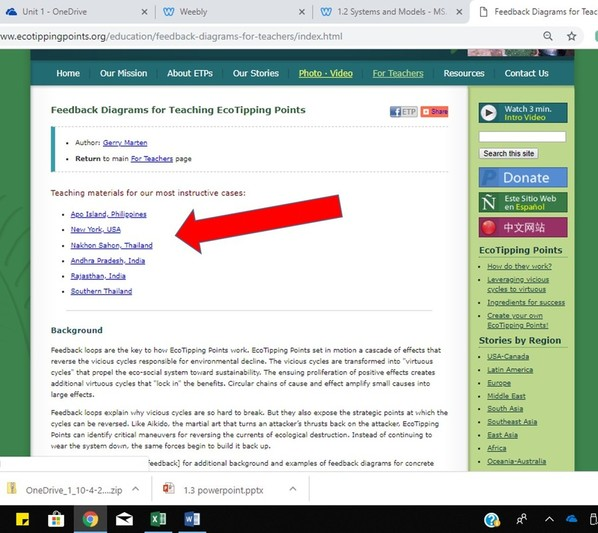 Unit 1 - OneDrive
Weebly
1.2 Systems and Models - MS.
Feedback Diagrams for Teac
ww.ecotippingpoints.org/education/feedback-diagrams-for-teachers/index.html
Home Our Mission About ETPs Our Stories Photo · Video For Teachers Resources Contact Us
Feedback Diagrams for Teaching EcoTipping Points
ETP
Share
Author: Gerry Marten
Return to main For Teachers page
Teaching materials for our most instructive cases:
Apo Island, Philippines
New York, USA
Nakhon Sahon, Thailand
Andhra Pradesh, India
Rajasthan, India
Southern Thailand
Background
Feedback loops are the key to how EcoTipping Points work. EcoTipping Points set in motion a cascade of effects that
reverse the vicious cycles responsible for environmental decline. The vicious cycles are transformed into "virtuous
cycles" that propel the eco-social system toward sustainability. The ensuing proliferation of positive effects creates
additional virtuous cycles that "lock in" the benefits. Circular chains of cause and effect amplify small causes into
large effects.
Feedback loops explain why vicious cycles are so hard to break. But they also expose the strategic points at which the
cycles can be reversed. Like Aikido, the martial art that turns an attacker's thrusts back on the attacker, EcoTipping
Points can identify critical maneuvers for reversing the currents of ecological destruction. Instead of continuing to
wear the system down, the same forces begin to build it back up.
feedback] for additional background and examples of feedback diagrams for concrete
Watch 3 min.
Intro Video
Search this site
Donate
Este Sitio Web
en Español
中文网站
EcoTipping Points
How do they work?
Leveraging vicious
cycles to virtuous
Ingredients for success
Create your own
EcoTipping Points!
Stories by Region
USA-Canada
Latin America
Europe
Middle East
South Asia
Southeast Asia
East Asia
Africa
Oceania-Australia
OneDrive_1_10-4-2....zip
1.3 powerpoint.pptx